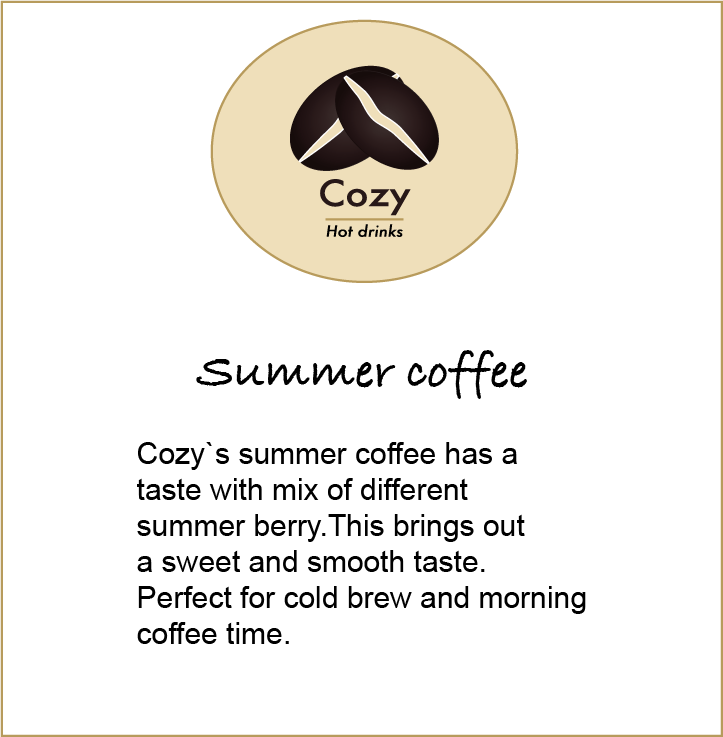 Cozy
Hot drinks
Summer coffee
Cozy`s summer coffee has a
taste with mix of different
summer berry.This brings out
a sweet and smooth taste.
Perfect for cold brew and morning
coffee time.